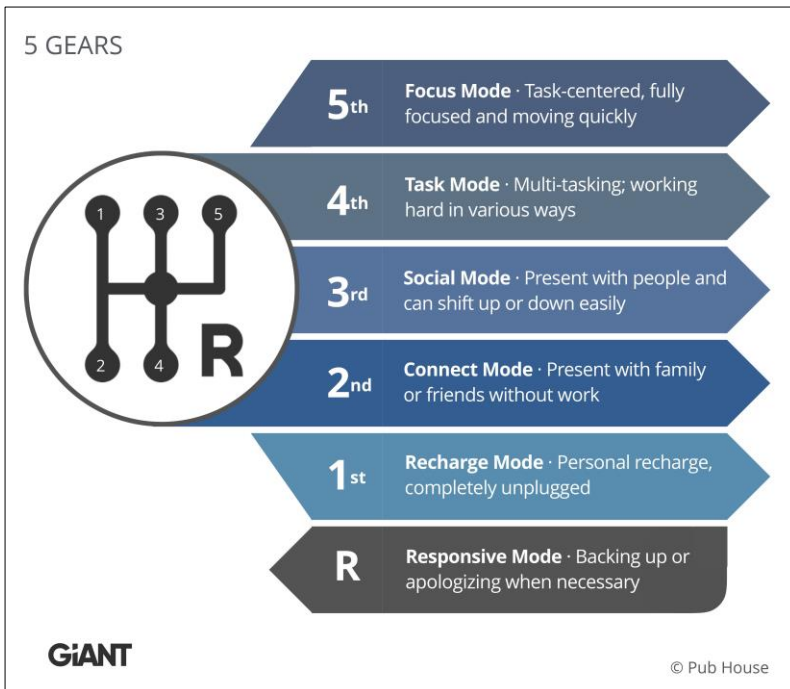 5 GEARS
5th
Focus Mode · Task-centered, fully
focused and moving quickly
4th
Task Mode · Multi-tasking; working
hard in various ways
3rd
Social Mode · Present with people and
can shift up or down easily
2nd
Connect Mode · Present with family
or friends without work
1st
Recharge Mode · Personal recharge,
completely unplugged
R
Responsive Mode · Backing up or
apologizing when necessary
1 3 5
2 4 R
GiANT
© Pub House